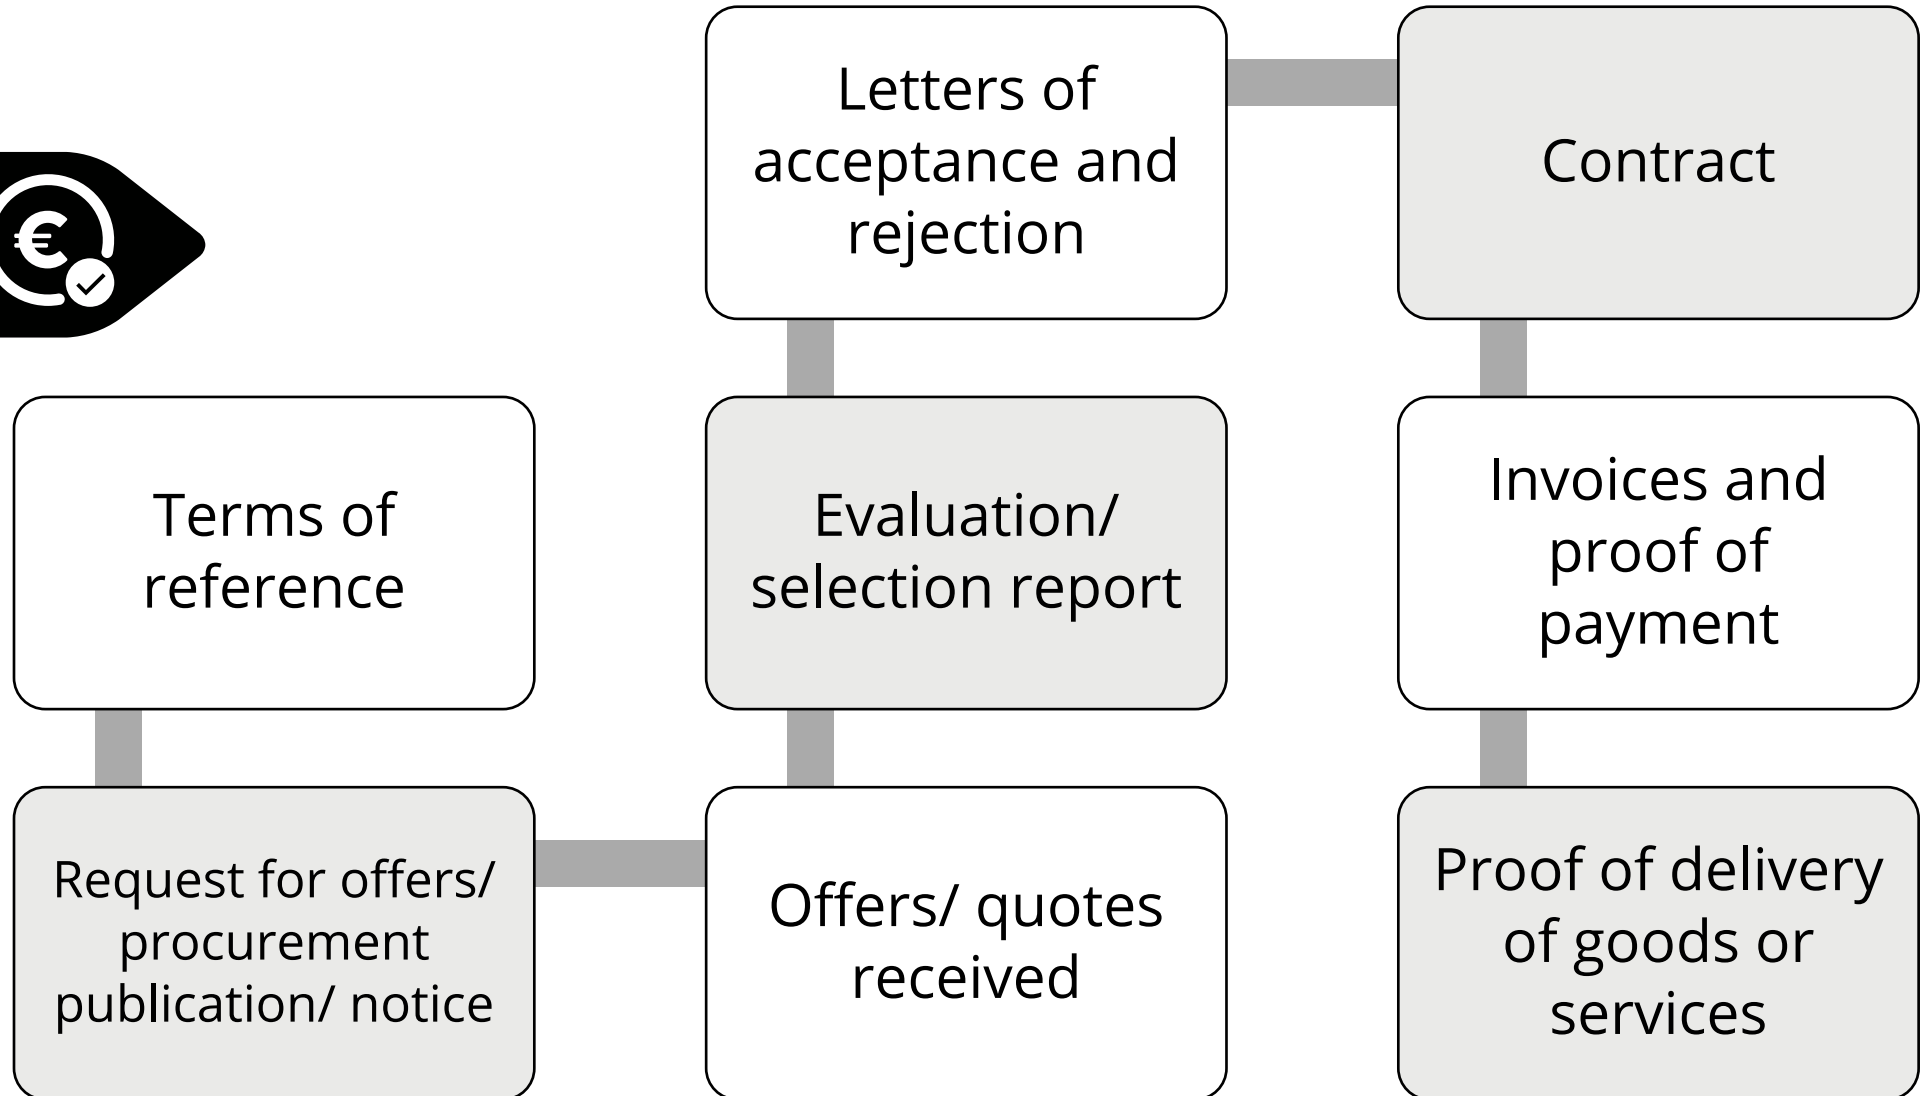 €
Terms of
reference
Request for offers/
procurement
publication/ notice
Offers/ quotes
received
Evaluation/
selection report
Letters of
acceptance and
rejection
Contract
Invoices and
proof of
payment
Proof of delivery
of goods or
services